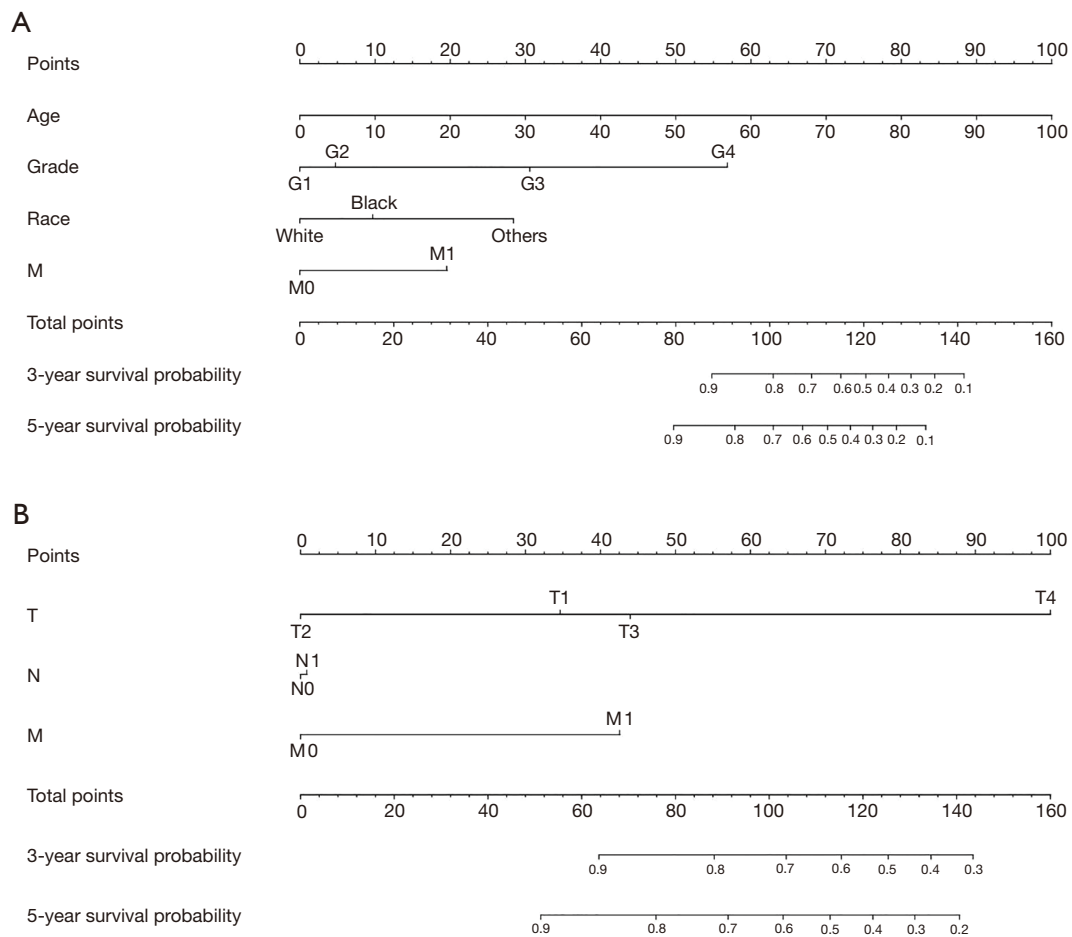 A
Points 0 10 20 30 40 50 60 70 80 90 100
Age 0 10 20 30 40 50 60 70 80 90 100
G2 G4
Grade
G1 G3
Black
Race
White Others
M1
M
M0
Total points
0 20 40 60 80 100 120 140 160
3-year survival probability
0.9 0.8 0.7 0.6 0.5 0.4 0.3 0.2 0.1
5-year survival probability
0.9 0.8 0.7 0.6 0.5 0.4 0.3 0.2 0.1
B
Points 0 10 20 30 40 50 60 70 80 90 100
T1 T4
T
T2 T3
N1
N
N0
M1
M
M0
Total points
0 20 40 60 80 100 120 140 160
3-year survival probability
0.9 0.8 0.7 0.6 0.5 0.4 0.3
5-year survival probability
0.9 0.8 0.7 0.6 0.5 0.4 0.3 0.2